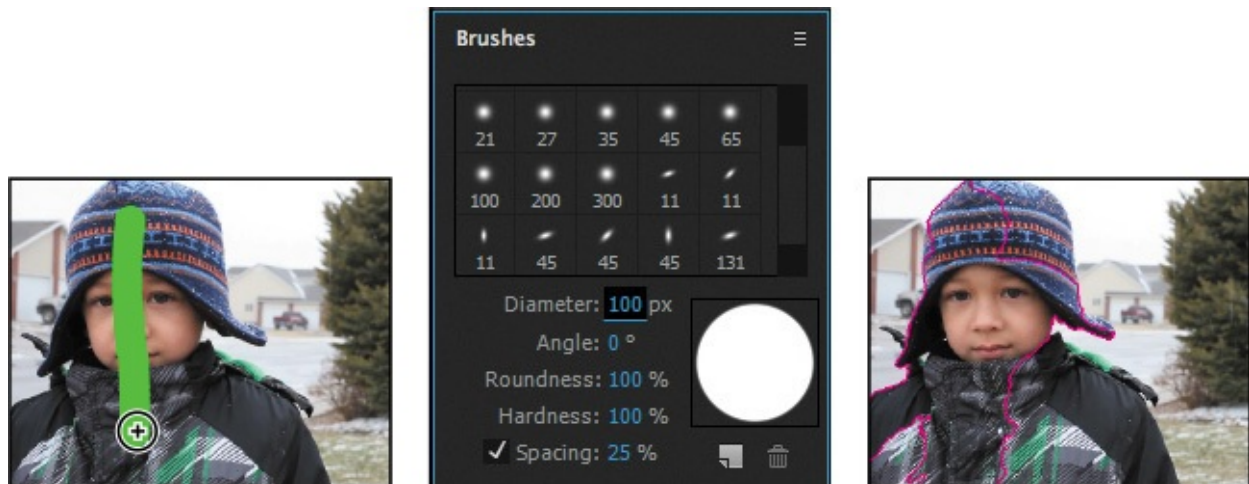 Brushes
21 27 35 45 65
100 200 300 11 11
11 45 45 45 131
Diameter: 100 px
Angle: 0 °
Roundness: 100 %
Hardness: 100 %
Spacing: 25 %